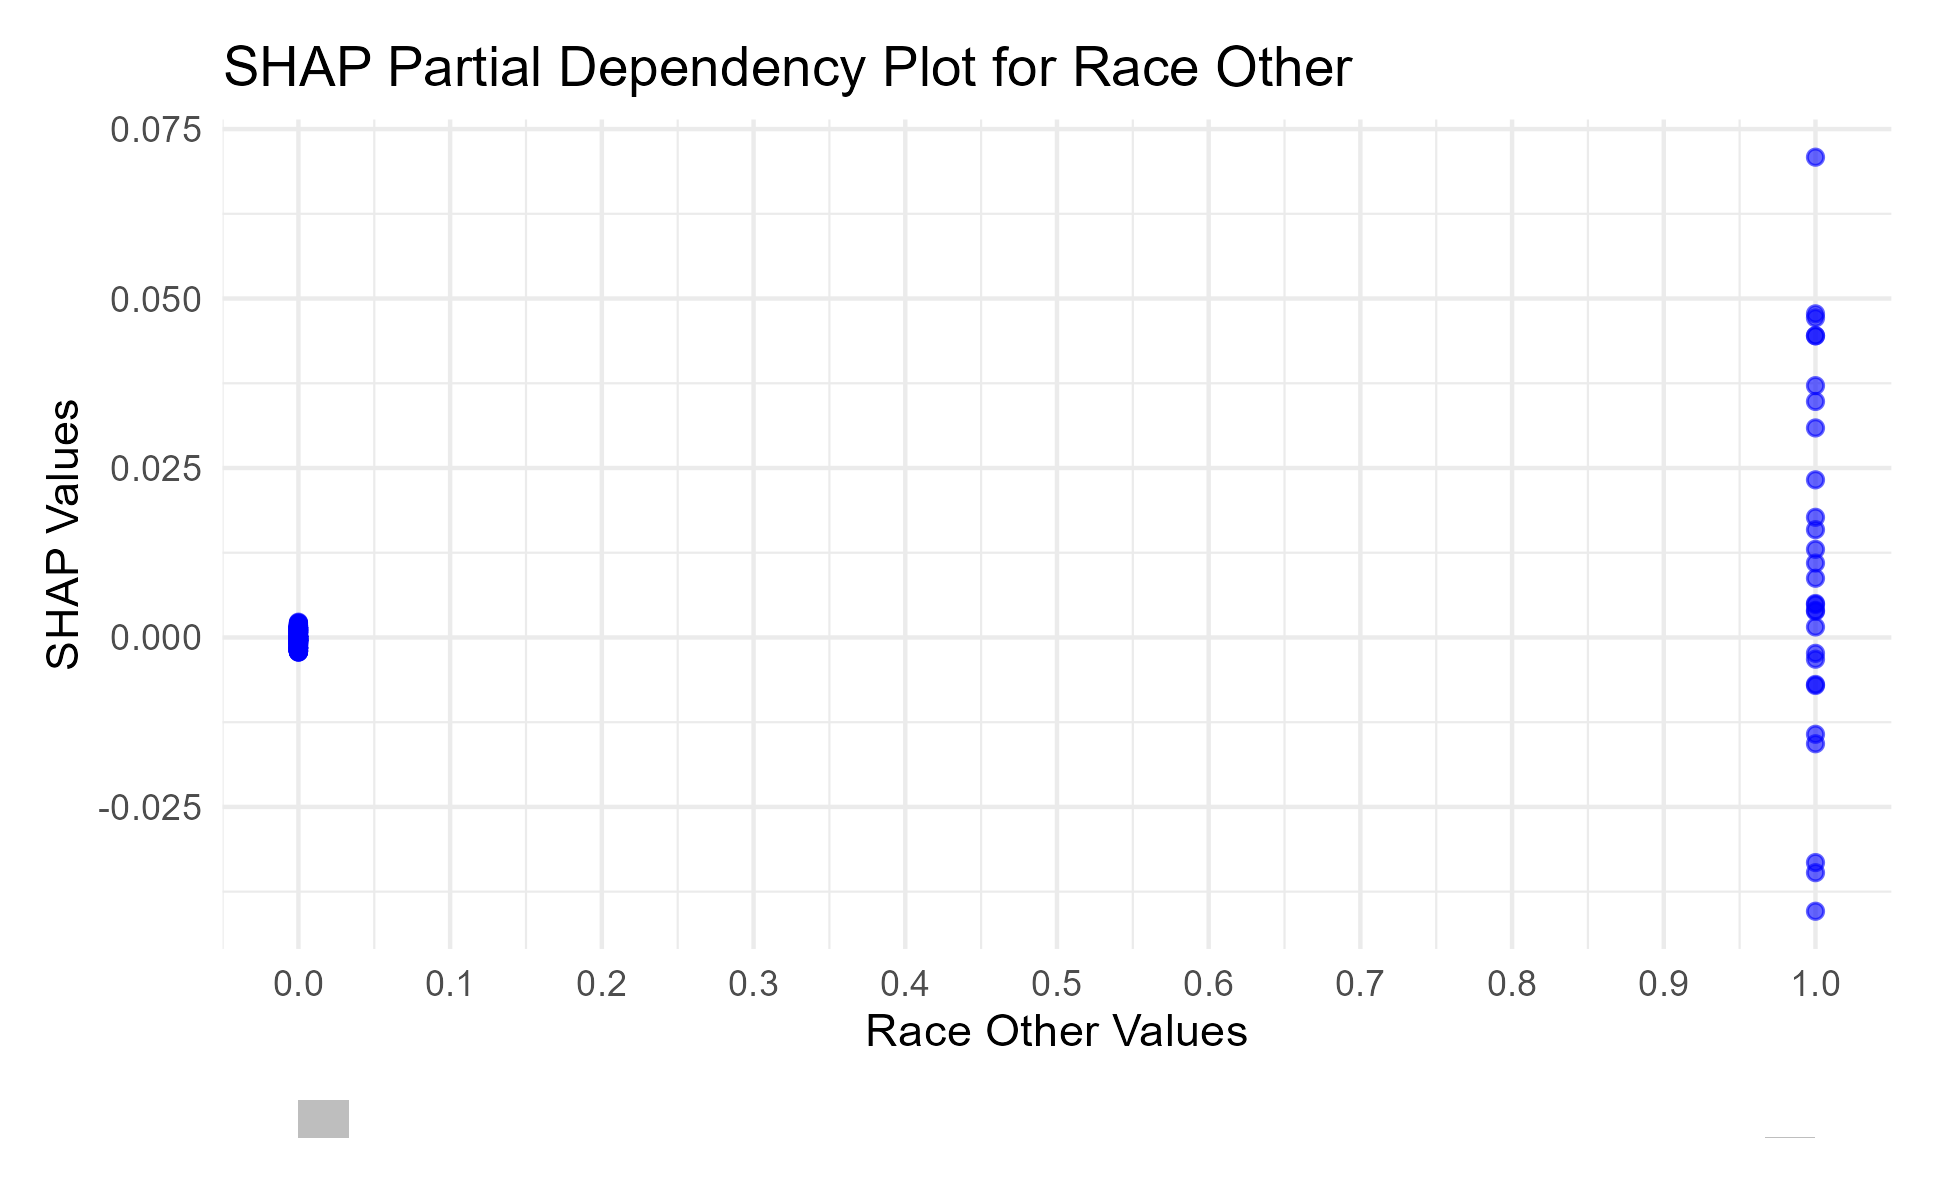 SHAP Partial Dependency Plot for Race Other
0.075
0.050
0.025
0.000
-0.025
SHAP Values
0.0 0.1 0.2 0.3 0.4 0.5 0.6 0.7 0.8 0.9 1.0
Race Other Values